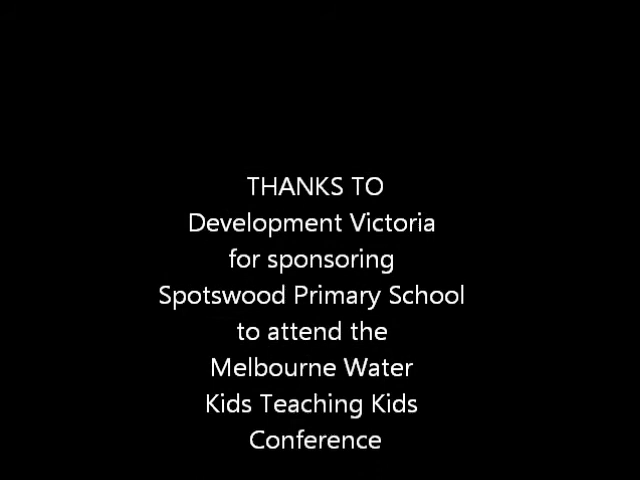 THANKS TO
Development Victoria
for sponsoring
Spotswood Primary School
to attend the
Melbourne Water
Kids Teaching Kids
Conference